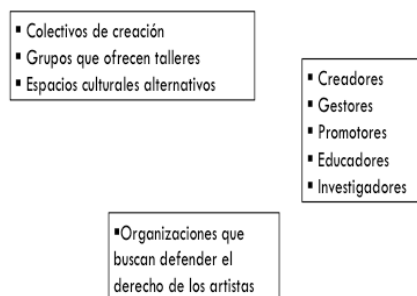 ▪ Colectivos de creación
▪ Grupos que ofrecen talleres
▪ Espacios culturales alternativos
▪ Creadores
▪ Gestores
▪ Promotores
▪ Educadores
▪ Investigadores
▪Organizaciones que
buscan defender el
derecho de los artistas